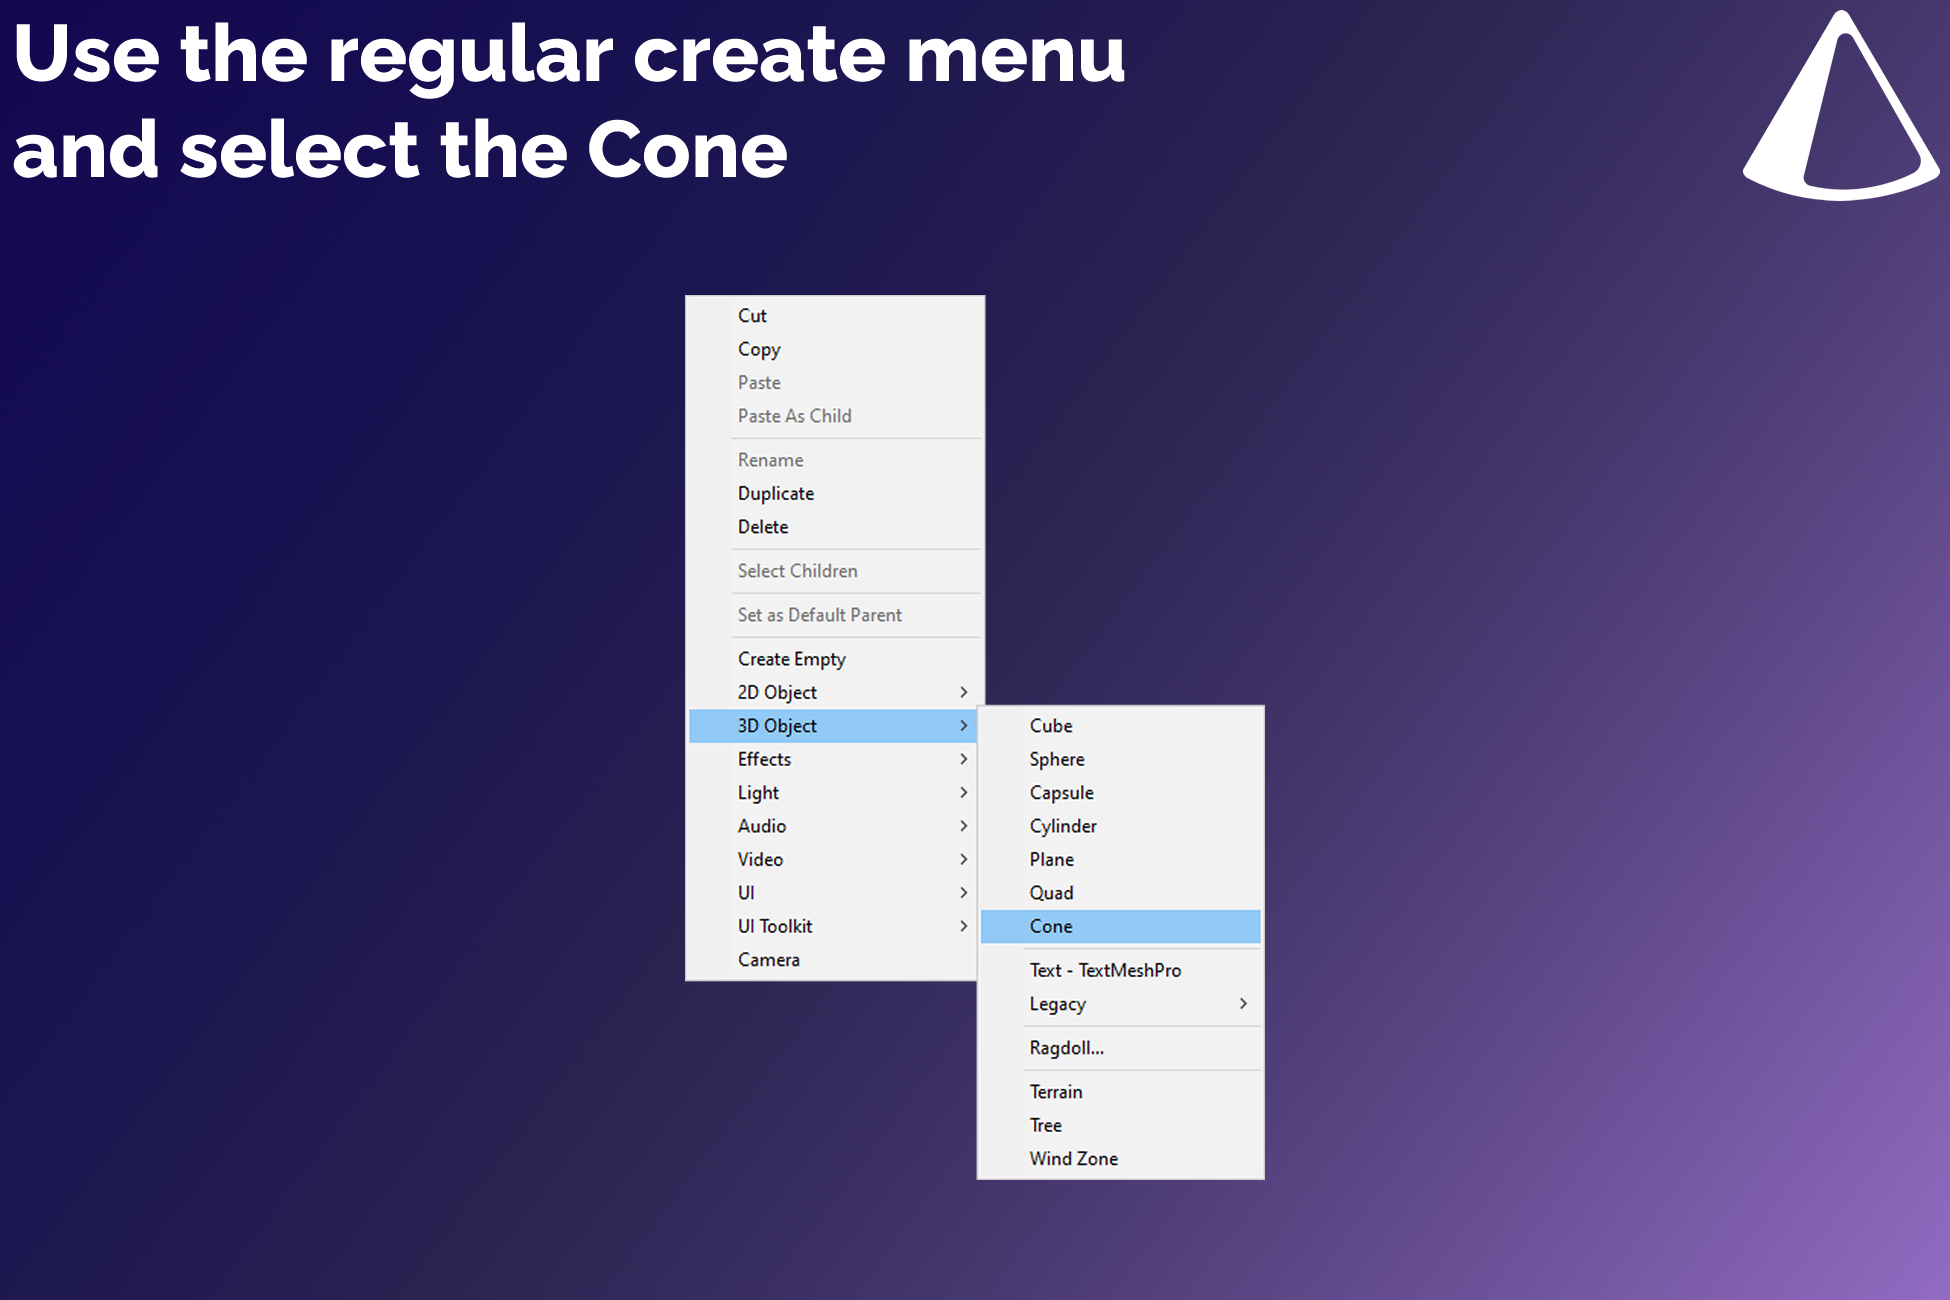 Use the regular create menu
and select the Cone
Cut
Copy
Paste
Paste As Child
Rename
Duplicate
Delete
Select Children
Set as Default Parent
Create Empty
2D Object
3D Object
Effects
Light
Audio
Video
UI
UI Toolkit
Camera
Cube
Sphere
Capsule
Cylinder
Plane
Quad
Cone
Text - TextMeshPro
Legacy
Ragdoll...
Terrain
Tree
Wind Zone